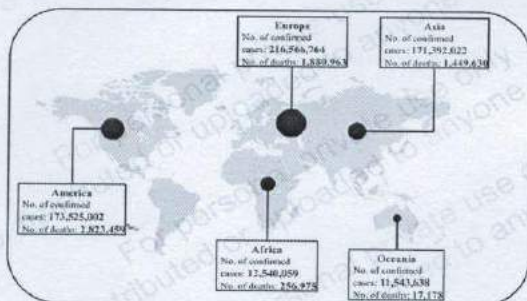 Europe
No. of confirmed
cases: 216,566,764
No. of deaths: 1,880,963
Asia
No. of confirmed
cases: 171,392,022
No. of deaths: 1,449,630
America
No. of confirmed
cases: 173,525,002
No. of deaths: 2,823,459
Africa
No. of confirmed
cases: 12,540,059
No. of deaths: 256,975
Oceania
No. of confirmed
cases: 11,543,638
No. of deaths: 17,178